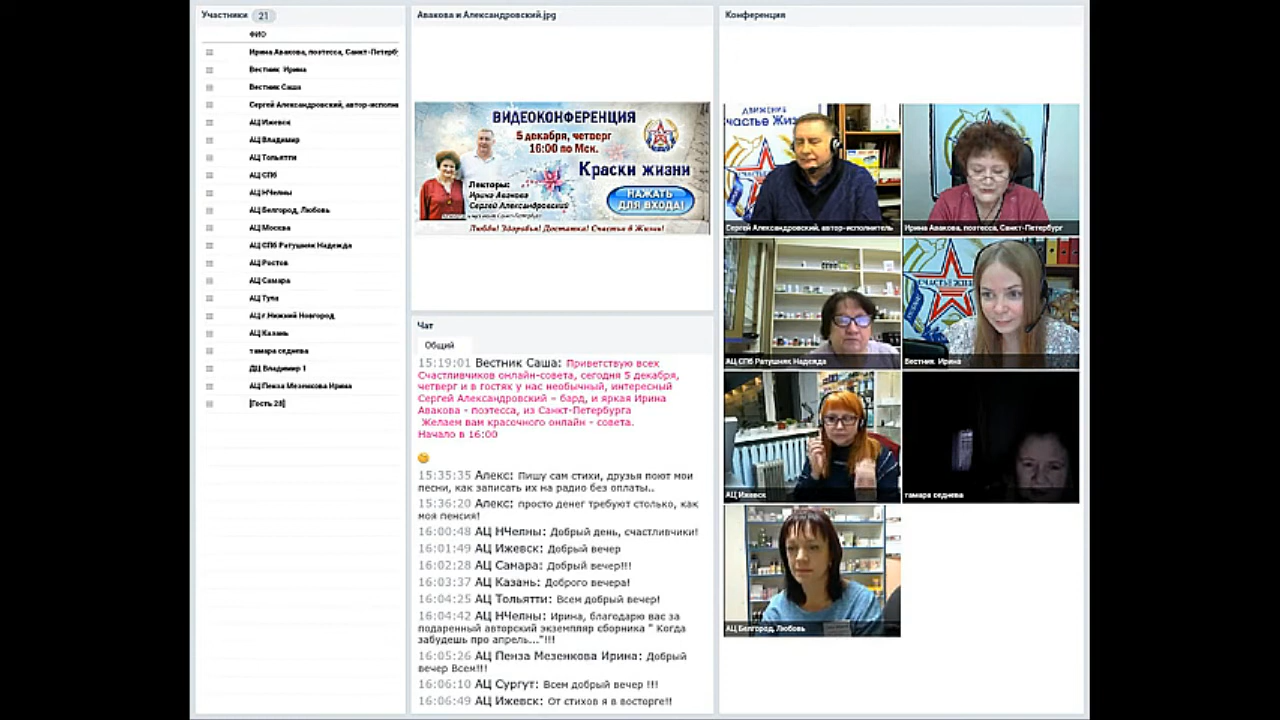 Участники 21
ФИО
Ирина Авакова, поэтесса, Санкт-Петерб
Вестник Ирина
Вестник Саша
Сергей Александровский, автор-исполн
АЦ Ижевск
АЦ Владимир
АЦ Тольятти
АЦ СПб
АЦ НЧелны
АЦ Белгород, Любовь
АЦ Москва
АЦ СПб Ратушняк Надежда
АЦ Ростов
АЦ Самара
АЦ Тула
АЦ г.Нижний Новгород
АЦ Казань
тамара седнева
ДЦ Владимир 1
АЦ Пенза Мезенкова Ирина
[Гость 28]
Авакова и Александровский.jpg
ВИДЕОКОНФЕРЕНЦИЯ
5 декабря, четверг
16:00 по Мск.
Краски жизни
Лекторы:
Ирина Авакова
Сергей Александровский
НАЖАТЬ
ДЛЯ ВХОДА!
Любви! Здоровья! Достатка! Счастья в Жизни!
Чат
Общий
15:19:01 Вестник Саша: Приветствую всех
Счастливчиков онлайн-совета, сегодня 5 декабря,
четверг и в гостях у нас необычный, интересный
Сергей Александровский – бард, и яркая Ирина
Авакова - поэтесса, из Санкт-Петербурга
Желаем вам красочного онлайн - совета.
Начало в 16:00
15:35:35 Алекс: Пишу сам стихи, друзья поют мои
песни, как записать их на радио без оплаты..
15:36:20 Алекс: просто денег требуют столько, как
моя пенсия!
16:00:48 АЦ НЧелны: Добрый день, счастливчики!
16:01:49 АЦ Ижевск: Добрый вечер
16:02:28 АЦ Самара: Добрый вечер!!!
16:03:37 АЦ Казань: Доброго вечера!
16:04:25 АЦ Тольятти: Всем добрый вечер!
16:04:42 АЦ НЧелны: Ирина, благодарю вас за
подаренный авторский экземпляр сборника " Когда
забудешь про апрель..."!!!
16:05:26 АЦ Пенза Мезенкова Ирина: Добрый
вечер Всем!!!
16:06:10 АЦ Сургут: Всем добрый вечер !!!
16:06:49 АЦ Ижевск: От стихов я в восторге!!
Конференция
ДВИЖЕНИЕ
счастье Жиз
Сергей Александровский, автор-исполнитель
Ирина Авакова, поэтесса, Санкт-Петербург
АЦ СПб Ратушняк Надежда
СЧАСТЬЕ ЖИЗ
Вестник Ирина
АЦ Ижевск
тамара седнева
АЦ Белгород, Любовь